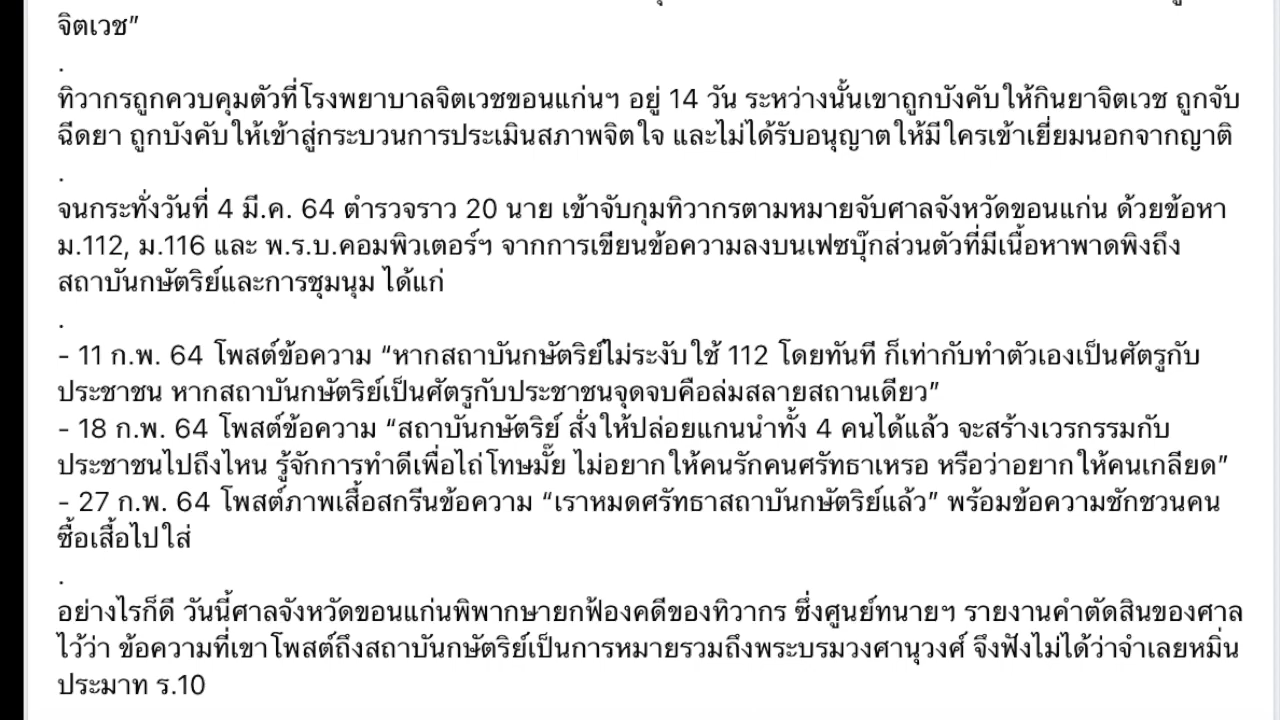 จิตเวช”
.
ทิวากรถูกควบคุมตัวที่โรงพยาบาลจิตเวชขอนแก่นฯ อยู่ 14 วัน ระหว่างนั้นเขาถูกบังคับให้กินยาจิตเวช ถูกจับ
ฉีดยา ถูกบังคับให้เข้าสู่กระบวนการประเมินสภาพจิตใจ และไม่ได้รับอนุญาตให้มีใครเข้าเยี่ยมนอกจากญาติ
.
จนกระทั่งวันที่ 4 มี.ค. 64 ตำรวจราว 20 นาย เข้าจับกุมทิวากรตามหมายจับศาลจังหวัดขอนแก่น ด้วยข้อหา
ม.112, ม.116 และ พ.ร.บ.คอมพิวเตอร์ฯ จากการเขียนข้อความลงบนเฟซบุ๊กส่วนตัวที่มีเนื้อหาพาดพิงถึง
สถาบันกษัตริย์และการชุมนุม ได้แก่
.
- 11 ก.พ. 64 โพสต์ข้อความ “หากสถาบันกษัตริย์ไม่ระงับใช้ 112 โดยทันที ก็เท่ากับทำตัวเองเป็นศัตรูกับ
ประชาชน หากสถาบันกษัตริย์เป็นศัตรูกับประชาชนจุดจบคือล่มสลายสถานเดียว”
- 18 ก.พ. 64 โพสต์ข้อความ “สถาบันกษัตริย์ สั่งให้ปล่อยแกนนำทั้ง 4 คนได้แล้ว จะสร้างเวรกรรมกับ
ประชาชนไปถึงไหน รู้จักการทำดีเพื่อไถ่โทษมั๊ย ไม่อยากให้คนรักคนศรัทธาเหรอ หรือว่าอยากให้คนเกลียด”
- 27 ก.พ. 64 โพสต์ภาพเสื้อสกรีนข้อความ “เราหมดศรัทธาสถาบันกษัตริย์แล้ว” พร้อมข้อความชักชวนคน
ซื้อเสื้อไปใส่
.
อย่างไรก็ดี วันนี้ศาลจังหวัดขอนแก่นพิพากษายกฟ้องคดีของทิวากร ซึ่งศูนย์ทนายฯ รายงานคำตัดสินของศาล
ไว้ว่า ข้อความที่เขาโพสต์ถึงสถาบันกษัตริย์เป็นการหมายรวมถึงพระบรมวงศานุวงศ์ จึงฟังไม่ได้ว่าจำเลยหมิ่น
ประมาท ร.10